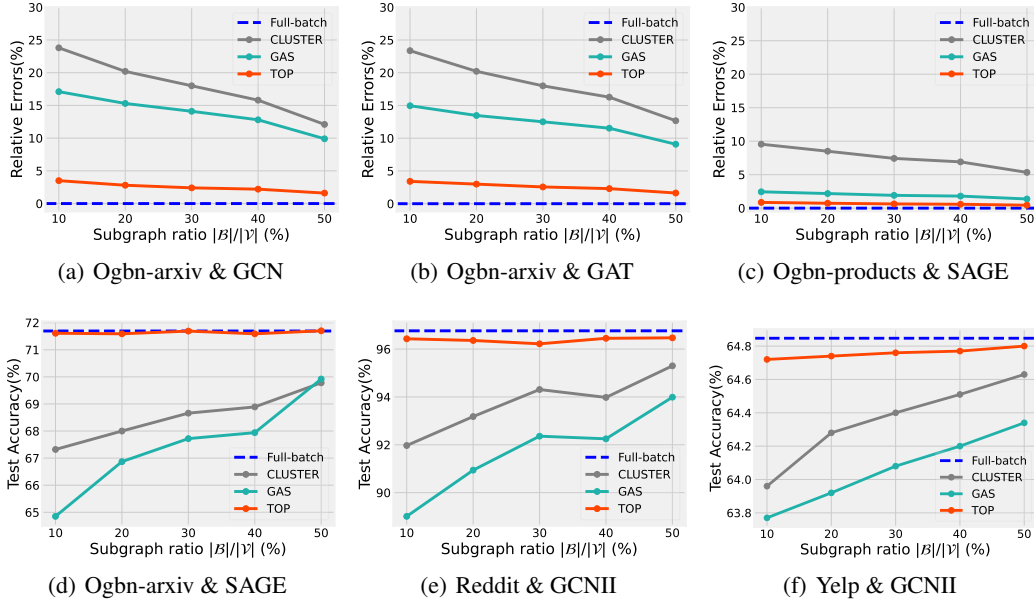 30
25
20
15
10
5
0
Relative Errors(%)
Full-batch
CLUSTER
GAS
TOP
10 20 30 40 50
Subgraph ratio |ℬ|/|𝒱| (%)
(a) Ogbn-arxiv & GCN
30
25
20
15
10
5
0
Relative Errors(%)
Full-batch
CLUSTER
GAS
TOP
10 20 30 40 50
Subgraph ratio |ℬ|/|𝒱| (%)
(b) Ogbn-arxiv & GAT
30
25
20
15
10
5
0
Relative Errors(%)
Full-batch
CLUSTER
GAS
TOP
10 20 30 40 50
Subgraph ratio |ℬ|/|𝒱| (%)
(c) Ogbn-products & SAGE
72
71
70
69
68
67
66
65
Test Accuracy(%)
Full-batch
CLUSTER
GAS
TOP
10 20 30 40 50
Subgraph ratio |ℬ|/|𝒱| (%)
(d) Ogbn-arxiv & SAGE
96
94
92
90
Test Accuracy(%)
Full-batch
CLUSTER
GAS
TOP
10 20 30 40 50
Subgraph ratio |ℬ|/|𝒱| (%)
(e) Reddit & GCNII
64.8
64.6
64.4
64.2
64.0
63.8
Test Accuracy(%)
Full-batch
CLUSTER
GAS
TOP
10 20 30 40 50
Subgraph ratio |ℬ|/|𝒱| (%)
(f) Yelp & GCNII